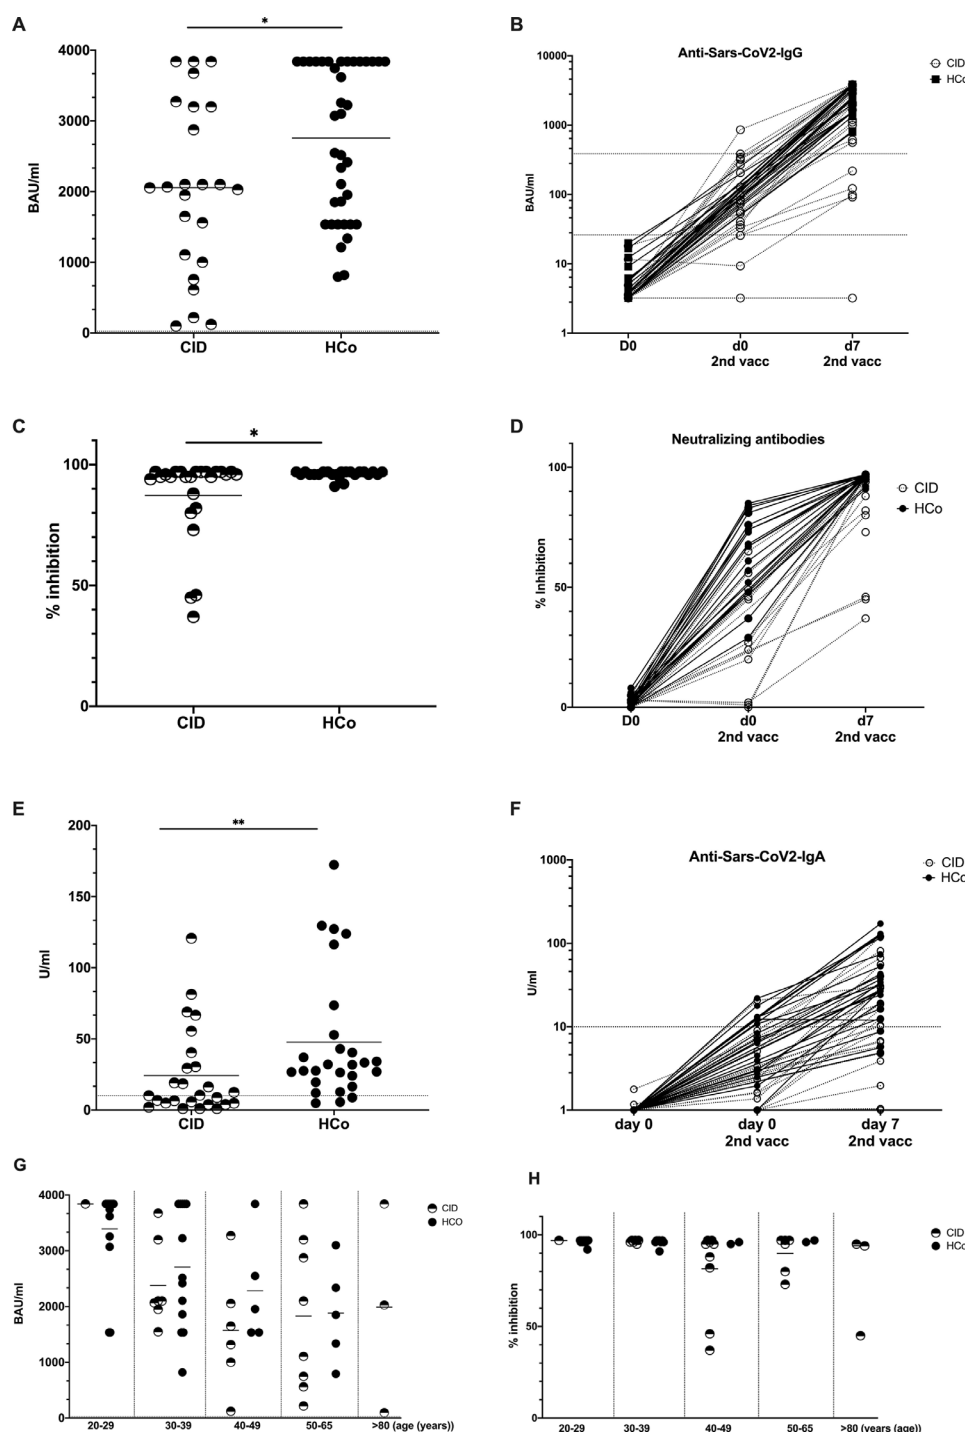 A
*
4000
3000
2000
1000
0
BAU/ml
CID
HCo
B
Anti-Sars-CoV2-IgG
CID
HCo
10000
1000
100
10
1
BAU/ml
D0
d0
d7
2nd vacc
2nd vacc
C
*
100
50
0
% inhibition
CID
HCo
D
Neutralizing antibodies
CID
HCo
100
50
0
% Inhibition
D0
d0
d7
2nd vacc
2nd vacc
E
**
200
150
100
50
0
U/ml
CID
HCo
F
Anti-Sars-CoV2-IgA
CID
HCo
1000
100
10
1
U/ml
day 0
day 0
day 7
2nd vacc
2nd vacc
G
CID
HCO
4000
3000
2000
1000
0
BAU/ml
20-29
30-39
40-49
50-65
>80 (age (years))
H
CID
HCo
100
50
0
% inhibition
20-29
30-39
40-49
50-65
>80 (years (age))